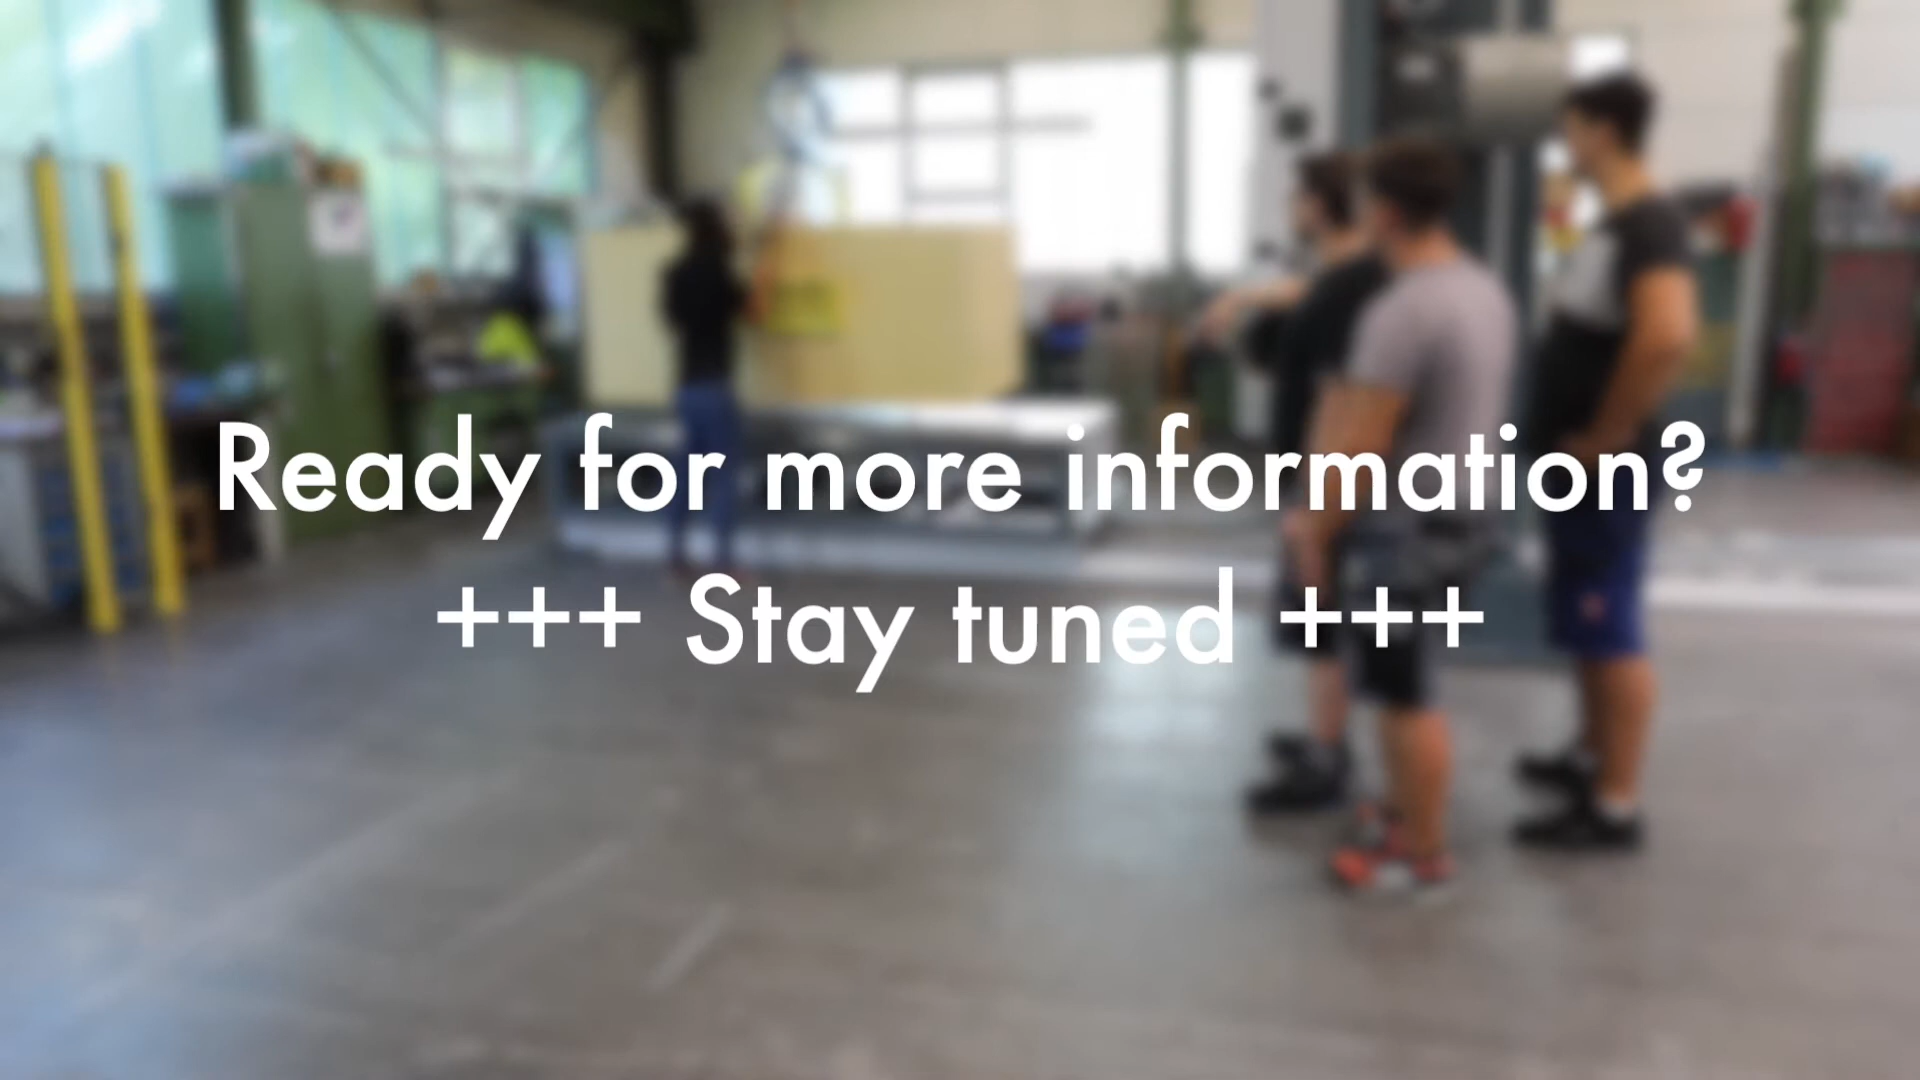 Ready for more information?
+++ Stay tuned +++